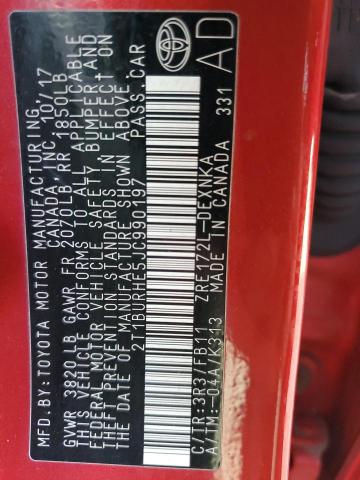 MFD.BY:TOYOTA MOTOR MANUFACTURING
CANADA, INC. 10/17
GVWR 3820LB GAWR FR 2070LB RR 1850LB
THIS VEHICLE CONFORMS TO ALL APPLICABLE
FEDERAL MOTOR VEHICLE SAFETY, BUMPER, AND
THEFT PREVENTION STANDARDS IN EFFECT ON
THE DATE OF MANUFACTURE SHOWN ABOVE.
2T1BURHE5JC990197 PASS.CAR
C/TR:3R3/FB11 ZRE172L-DEXNKA
A/TM:-04A/K313 MADE IN CANADA 331
AD